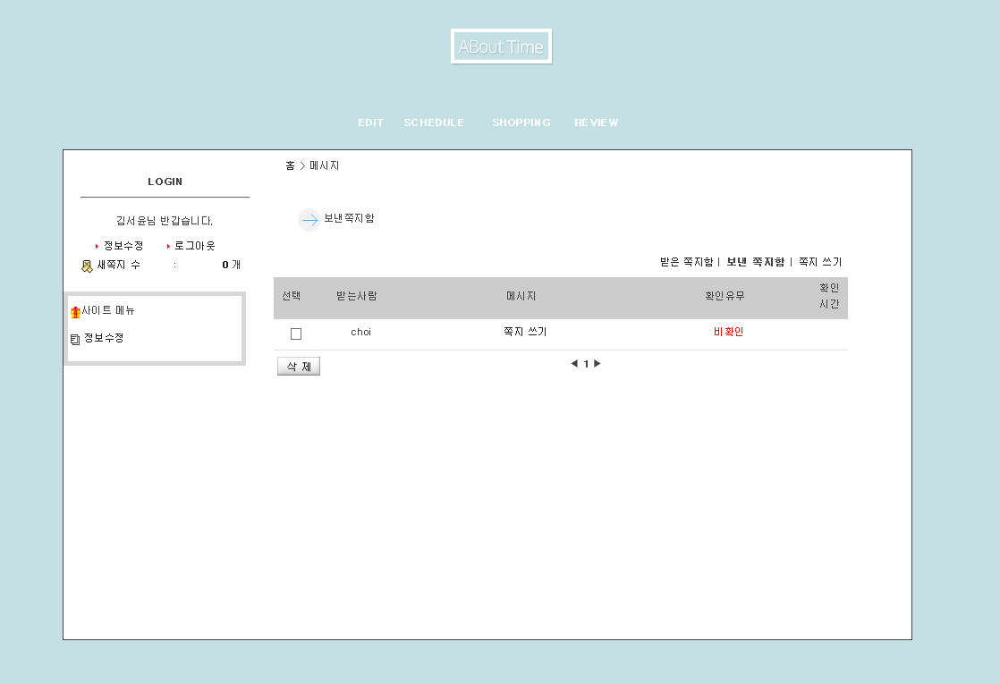 ABout Time
EDIT SCHEDULE SHOPPING REVIEW
LOGIN
김서윤님 반갑습니다.
정보수정 로그아웃
새쪽지 수 : 0 개
사이트 메뉴
정보수정
홈 > 메시지
보낸쪽지함
받은 쪽지함 | 보낸 쪽지함 | 쪽지 쓰기
선택 받는사람 메시지 확인유무 확인
시간
choi 쪽지 쓰기 비확인
삭 제 ◀ 1 ▶